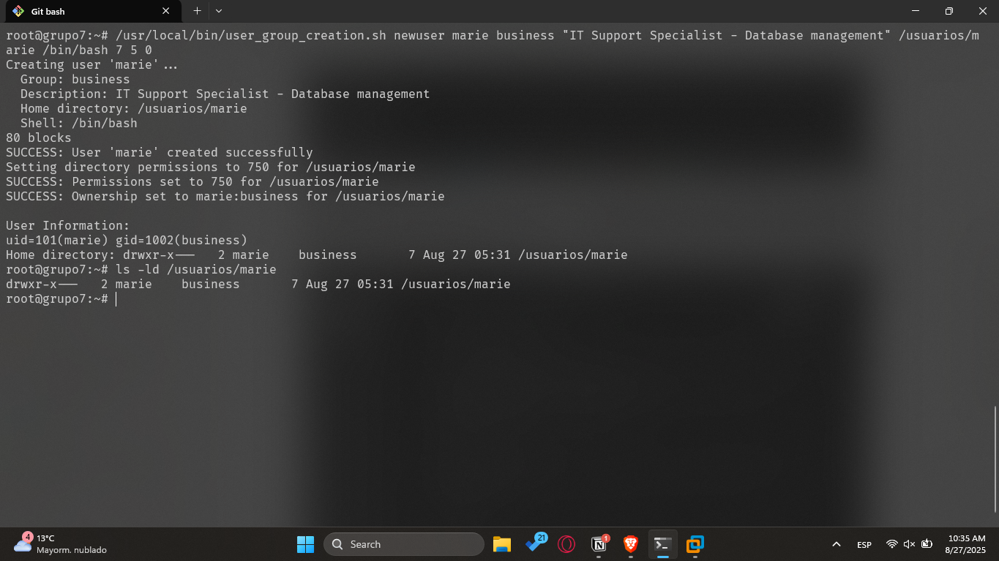 Git bash
root@grupo7:~# /usr/local/bin/user_group_creation.sh newuser marie business "IT Support Specialist - Database management" /usuarios/m
arie /bin/bash 7 5 0
Creating user 'marie'...
  Group: business
  Description: IT Support Specialist - Database management
  Home directory: /usuarios/marie
  Shell: /bin/bash
80 blocks
SUCCESS: User 'marie' created successfully
Setting directory permissions to 750 for /usuarios/marie
SUCCESS: Permissions set to 750 for /usuarios/marie
SUCCESS: Ownership set to marie:business for /usuarios/marie
User Information:
uid=101(marie) gid=1002(business)
Home directory: drwxr-x---   2 marie    business       7 Aug 27 05:31 /usuarios/marie
root@grupo7:~# ls -ld /usuarios/marie
drwxr-x---   2 marie    business       7 Aug 27 05:31 /usuarios/marie
root@grupo7:~#
4
13°C
Mayorm. nublado
Search
21
N
1
ESP
10:35 AM
8/27/2025